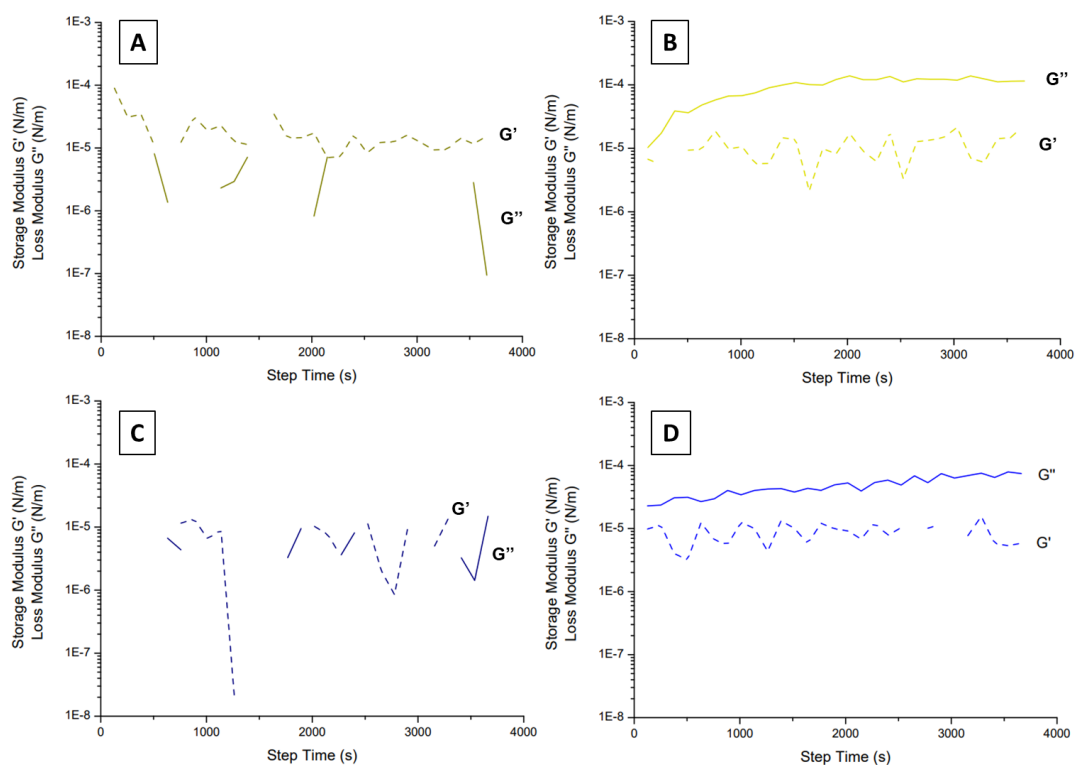 A
Storage Modulus G' (N/m)
Loss Modulus G'' (N/m)
1E-3
1E-4
1E-5
1E-6
1E-7
1E-8
0
1000
2000
3000
4000
Step Time (s)
G’
G’’
B
Storage Modulus G' (N/m)
Loss Modulus G'' (N/m)
1E-3
1E-4
1E-5
1E-6
1E-7
1E-8
0
1000
2000
3000
4000
Step Time (s)
G’’
G’
C
Storage Modulus G' (N/m)
Loss Modulus G'' (N/m)
1E-3
1E-4
1E-5
1E-6
1E-7
1E-8
0
1000
2000
3000
4000
Step Time (s)
G’
G’’
D
Storage Modulus G' (N/m)
Loss Modulus G'' (N/m)
1E-3
1E-4
1E-5
1E-6
1E-7
1E-8
0
1000
2000
3000
4000
Step Time (s)
G"
G'